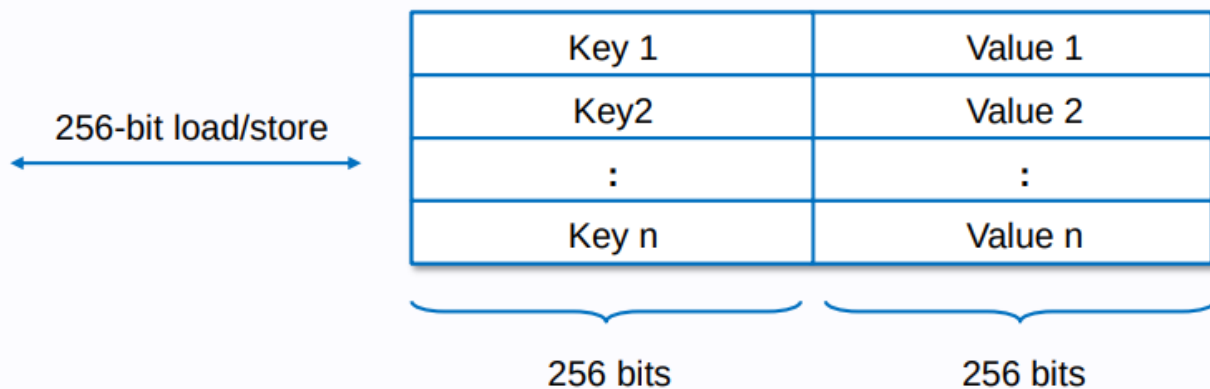 Key 1 Value 1
256-bit load/store
Key2 Value 2
: :
Key n Value n
256 bits 256 bits